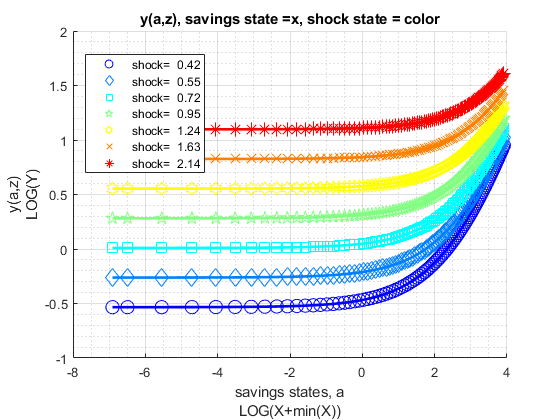 y(a,z), savings state =x, shock state = color
2
1.5
1
0.5
0
-0.5
-1
y(a,z)
LOG(Y)
shock= 0.42
shock= 0.55
shock= 0.72
shock= 0.95
shock= 1.24
shock= 1.63
shock= 2.14
-8 -6 -4 -2 0 2 4
savings states, a
LOG(X+min(X))